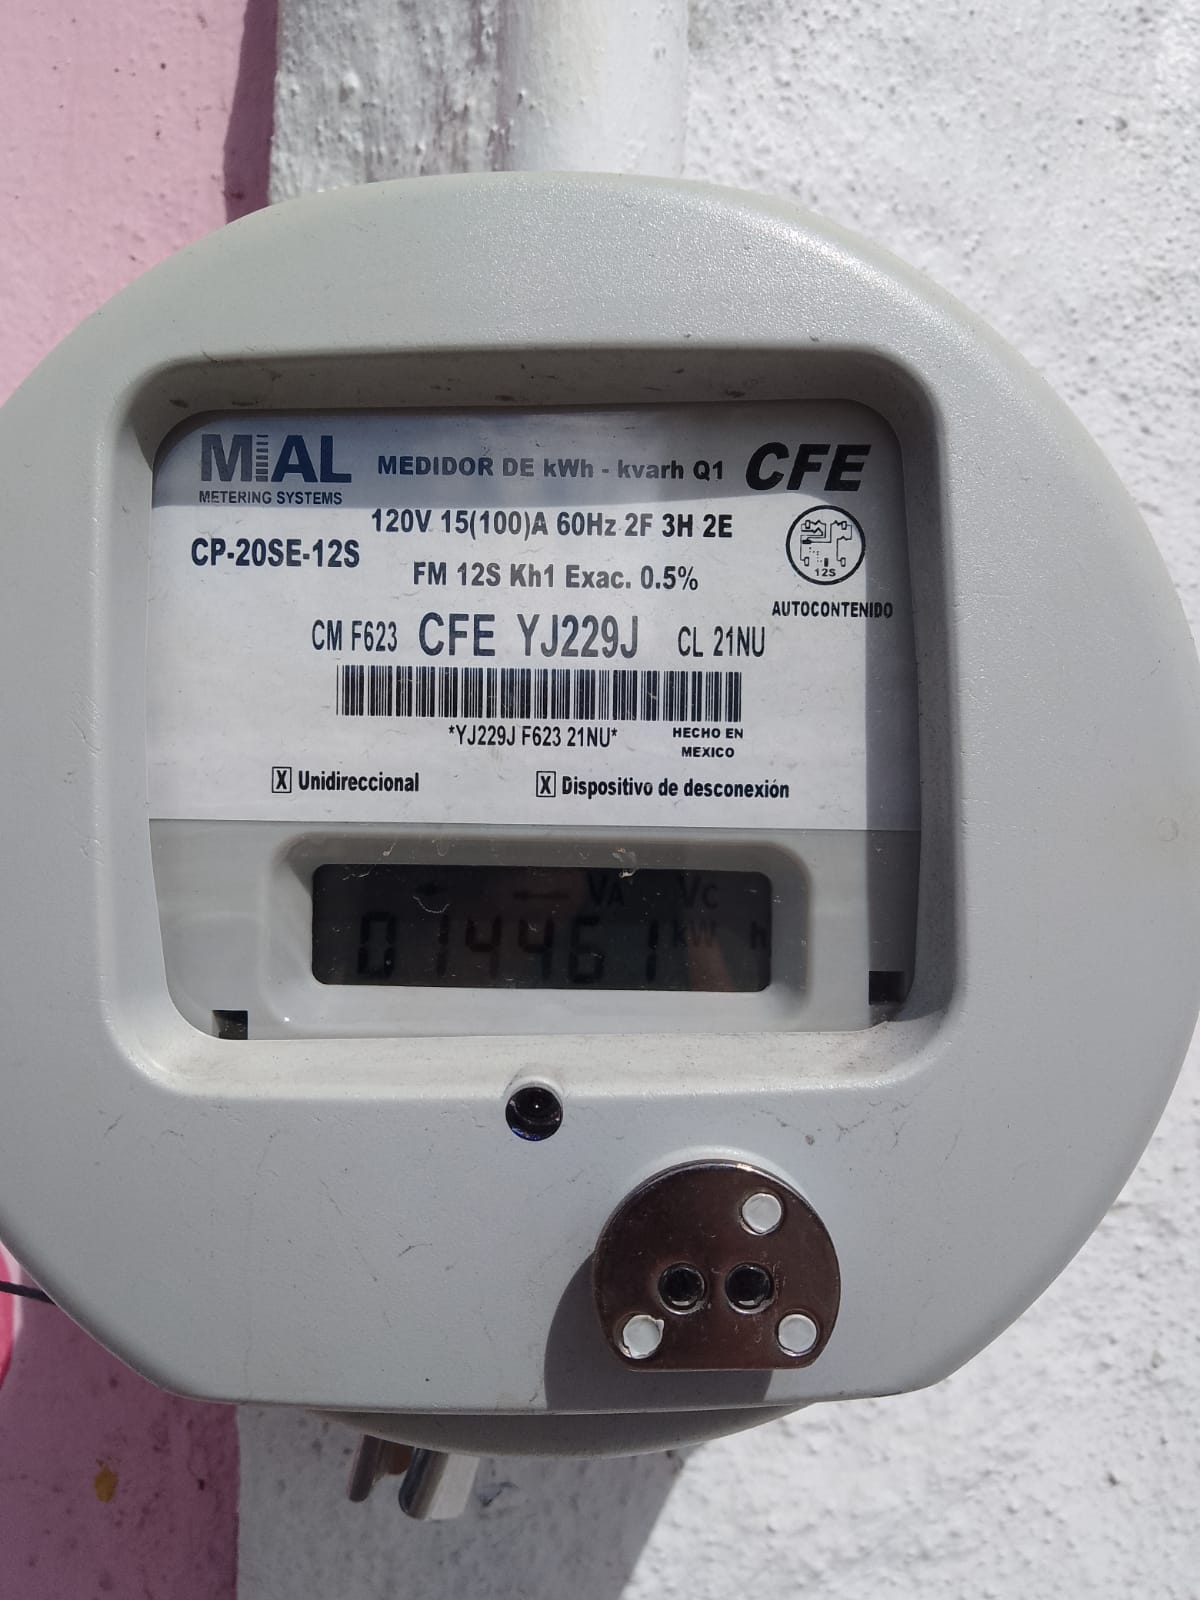 MIAL
METERING SYSTEMS
MEDIDOR DE kWh - kvarh Q1
CFE
120V 15(100)A 60Hz 2F 3H 2E
CP-20SE-12S
FM 12S Kh1 Exac. 0.5%
12S
AUTOCONTENIDO
CM F623 CFE YJ229J CL 21NU
*YJ229J F623 21NU*
HECHO EN
MEXICO
X Unidireccional
X Dispositivo de desconexión
VA VC
014461 kW h